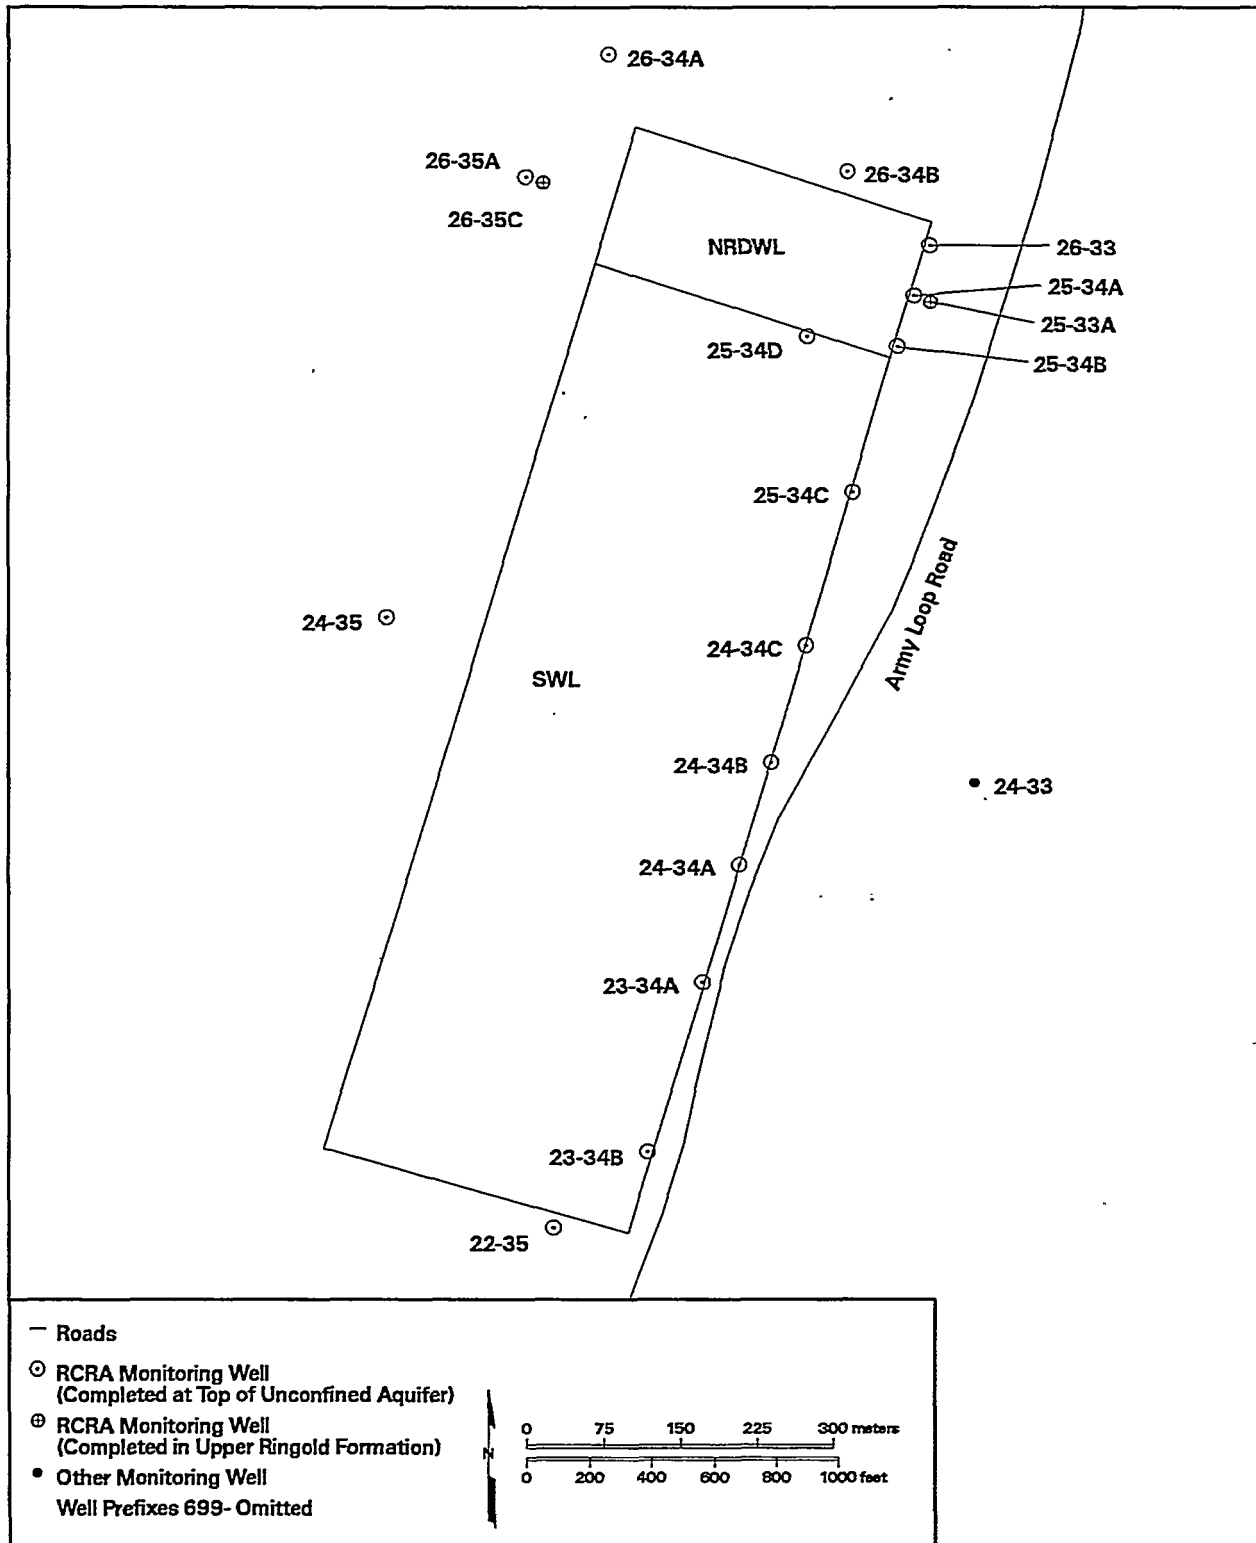 26-34A
26-35A
26-34B
26-35C
NRDWL
26-33
25-34A
25-33A
25-34D
25-34B
25-34C
Army Loop Road
24-35
24-34C
SWL
24-34B
24-33
24-34A
23-34A
23-34B
22-35
Roads
RCRA Monitoring Well
(Completed at Top of Unconfined Aquifer)
RCRA Monitoring Well
(Completed in Upper Ringold Formation)
Other Monitoring Well
Well Prefixes 699- Omitted
N
0 75 150 225 300 meters
0 200 400 600 800 1000 feet